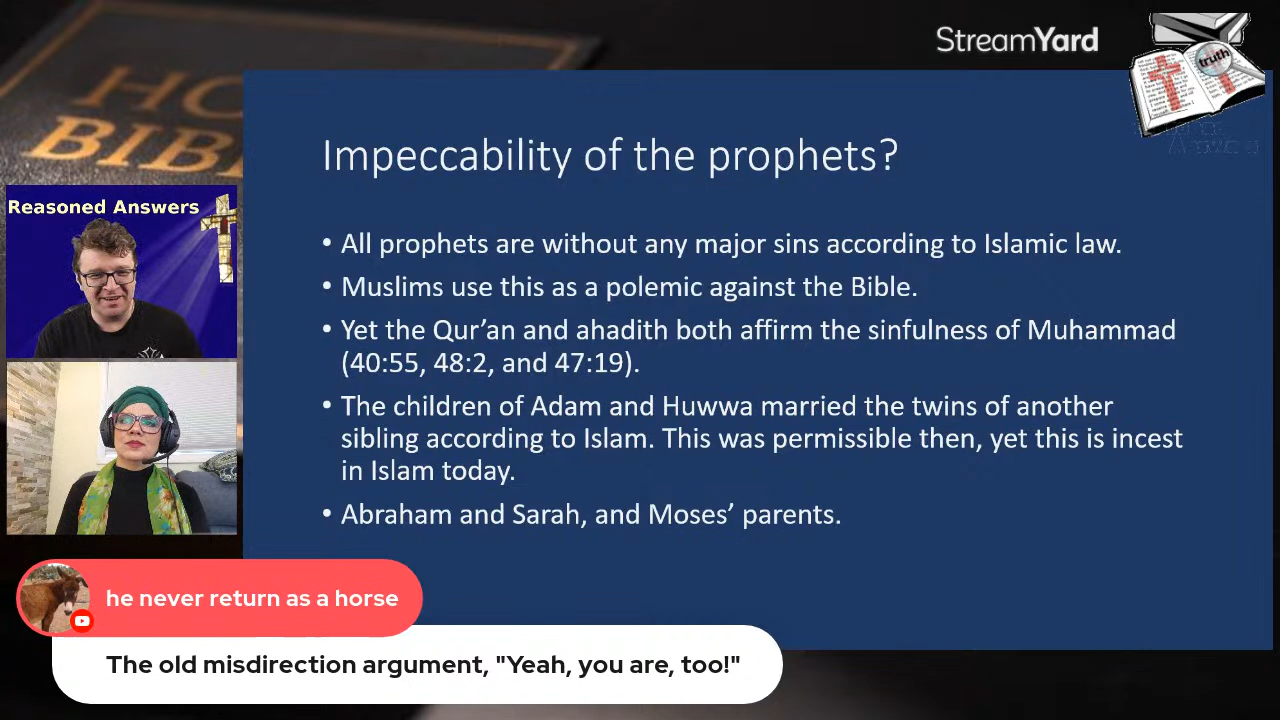 StreamYard
truth
HO
BIB
Reasoned Answers
Impeccability of the prophets?
• All prophets are without any major sins according to Islamic law.
• Muslims use this as a polemic against the Bible.
• Yet the Qur’an and ahadith both affirm the sinfulness of Muhammad
(40:55, 48:2, and 47:19).
• The children of Adam and Huwwa married the twins of another
sibling according to Islam. This was permissible then, yet this is incest
in Islam today.
• Abraham and Sarah, and Moses’ parents.
he never return as a horse
The old misdirection argument, "Yeah, you are, too!"